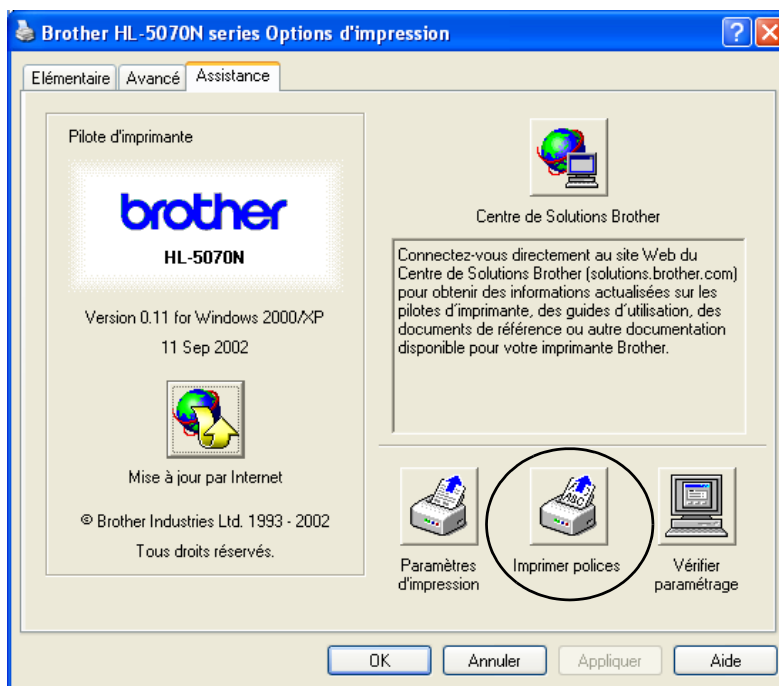 Brother HL-5070N series Options d'impression
Elémentaire Avancé Assistance
Pilote d'imprimante
brother
HL-5070N
Version 0.11 for Windows 2000/XP
11 Sep 2002
Mise à jour par Internet
© Brother Industries Ltd. 1993 - 2002
Tous droits réservés.
Centre de Solutions Brother
Connectez-vous directement au site Web du
Centre de Solutions Brother (solutions.brother.com)
pour obtenir des informations actualisées sur les
pilotes d´imprimante, des guides d´utilisation, des
documents de référence ou autre documentation
disponible pour votre imprimante Brother.
ABC
Paramètres
d'impression
Imprimer polices
Vérifier
paramétrage
OK Annuler Appliquer Aide